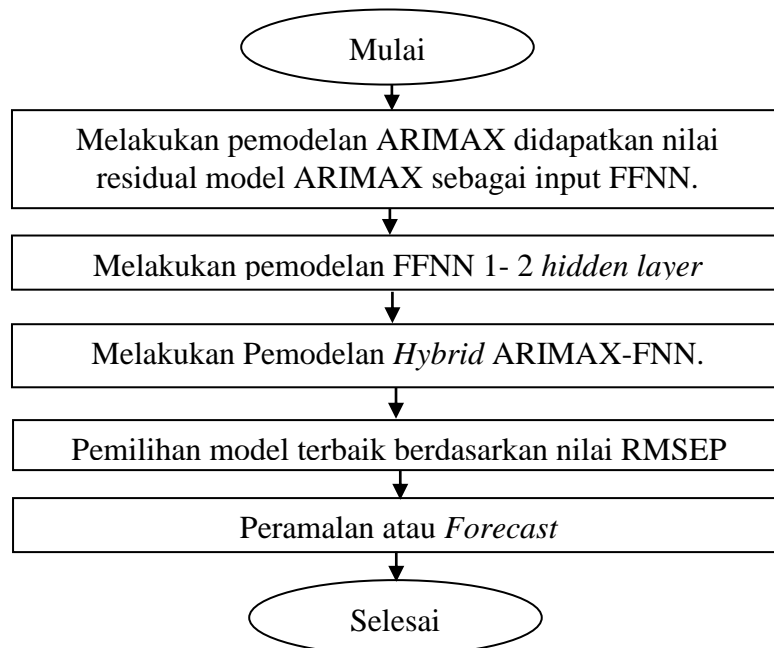 Mulai
Melakukan pemodelan ARIMAX didapatkan nilai
residual model ARIMAX sebagai input FFNN.
Melakukan pemodelan FFNN 1- 2 hidden layer
Melakukan Pemodelan Hybrid ARIMAX-FNN.
Pemilihan model terbaik berdasarkan nilai RMSEP
Peramalan atau Forecast
Selesai